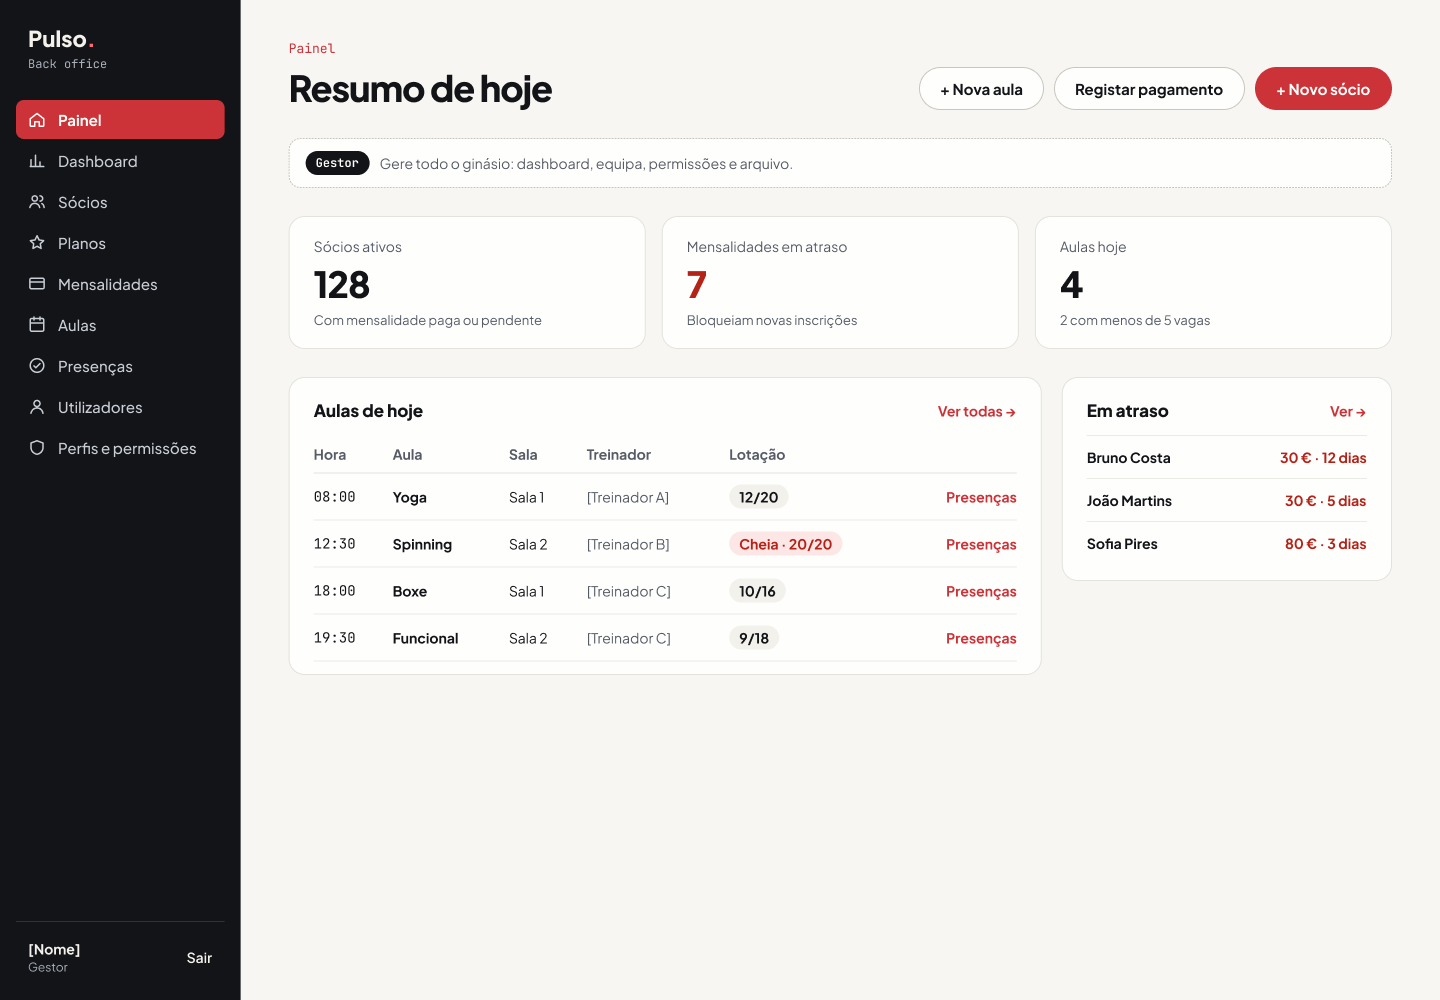 Pulso.
Back office
Painel
Dashboard
Sócios
Planos
Mensalidades
Aulas
Presenças
Utilizadores
Perfis e permissões
[Nome]
Gestor
Sair
Painel
Resumo de hoje
+ Nova aula
Registar pagamento
+ Novo sócio
Gestor Gere todo o ginásio: dashboard, equipa, permissões e arquivo.
Sócios ativos
128
Com mensalidade paga ou pendente
Mensalidades em atraso
7
Bloqueiam novas inscrições
Aulas hoje
4
2 com menos de 5 vagas
Aulas de hoje Ver todas →
Hora Aula Sala Treinador Lotação
08:00 Yoga Sala 1 [Treinador A] 12/20 Presenças
12:30 Spinning Sala 2 [Treinador B] Cheia · 20/20 Presenças
18:00 Boxe Sala 1 [Treinador C] 10/16 Presenças
19:30 Funcional Sala 2 [Treinador C] 9/18 Presenças
Em atraso Ver →
Bruno Costa 30 € · 12 dias
João Martins 30 € · 5 dias
Sofia Pires 80 € · 3 dias